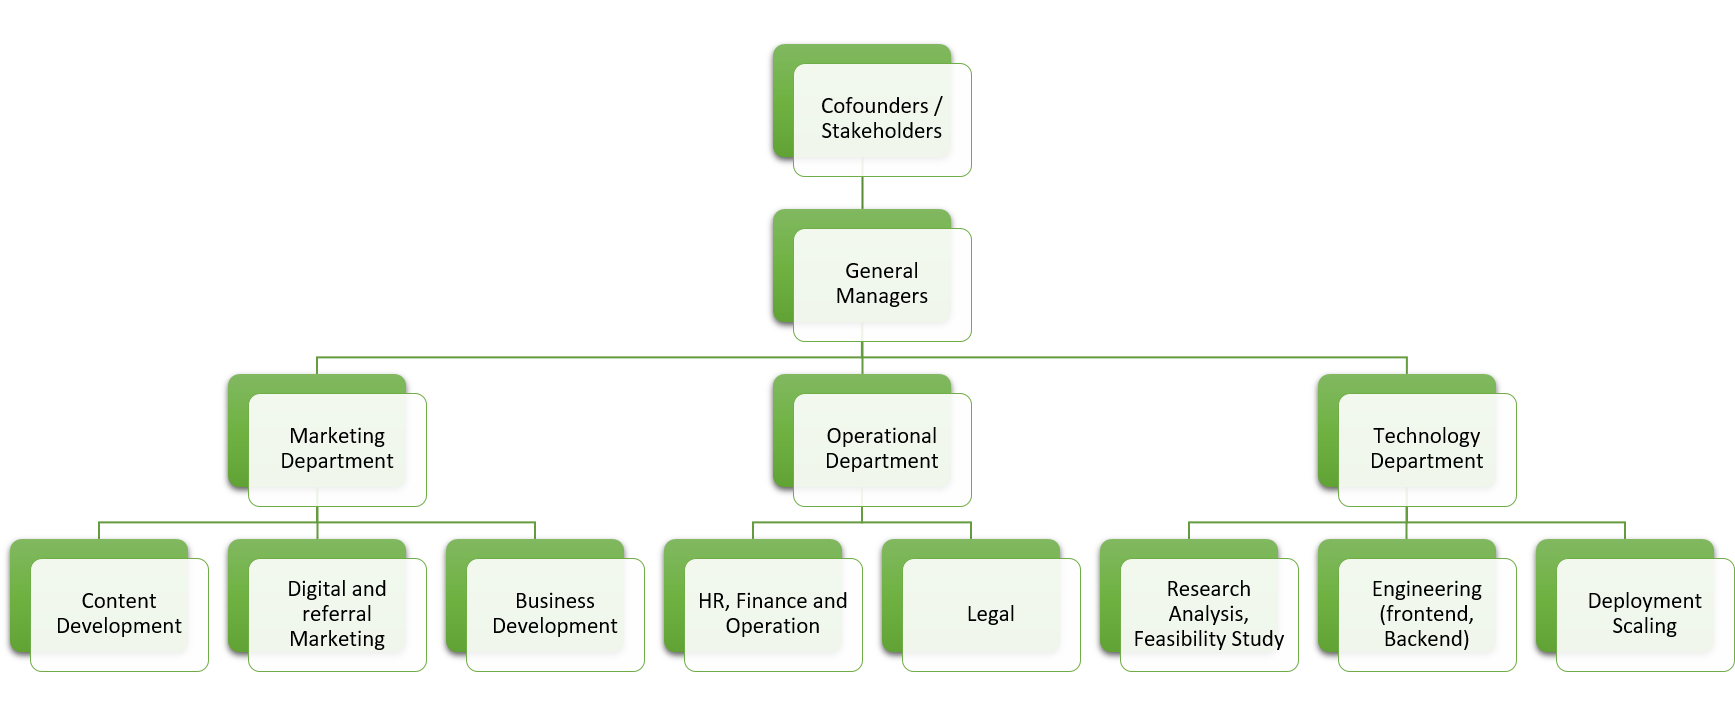 Cofounders /
Stakeholders
General
Managers
Marketing
Department
Operational
Department
Technology
Department
Content
Development
Digital and
referral
Marketing
Business
Development
HR, Finance and
Operation
Legal
Research
Analysis,
Feasibility Study
Engineering
(frontend,
Backend)
Deployment
Scaling